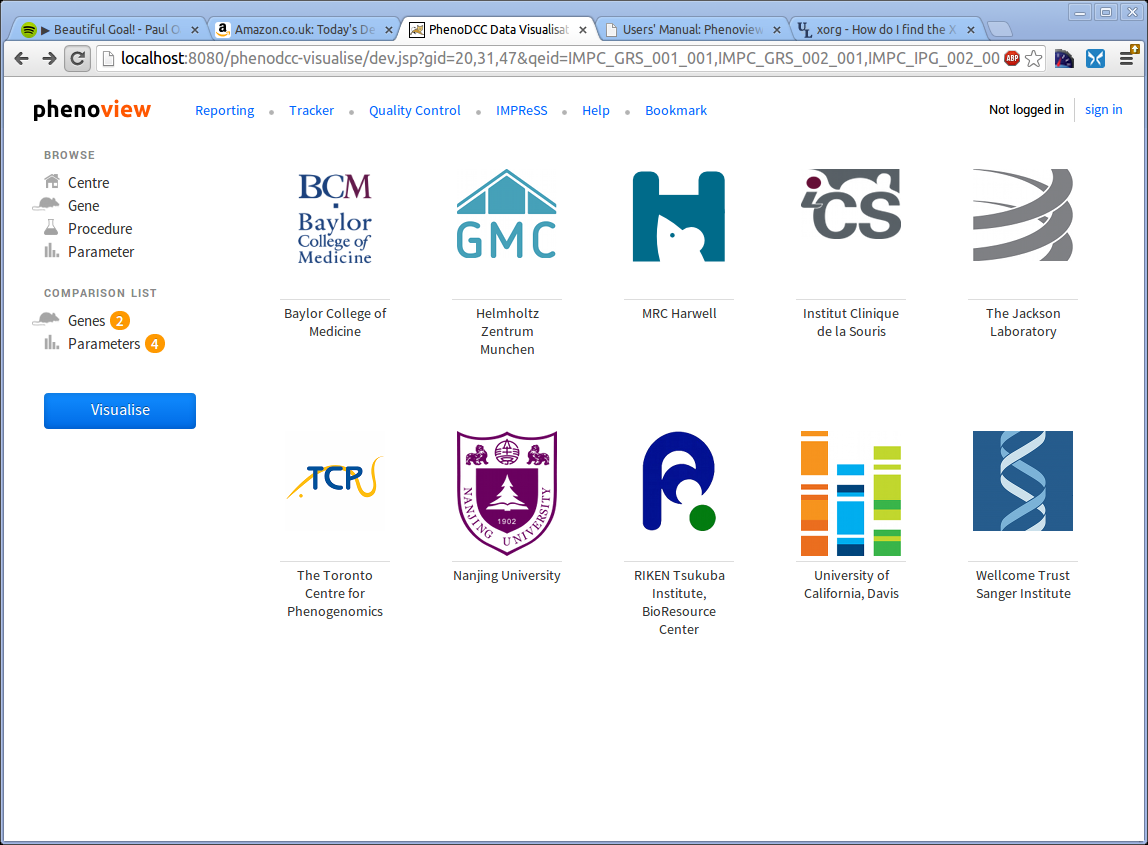 ▶ Beautiful Goal! - Paul O
Amazon.co.uk: Today's De
PhenoDCC Data Visualisat
Users' Manual: Phenoview
xorg - How do I find the X
localhost:8080/phenodcc-visualise/dev.jsp?gid=20,31,47&qeid=IMPC_GRS_001_001,IMPC_GRS_002_001,IMPC_IPG_002_00
ABP
phenoview
Reporting • Tracker • Quality Control • IMPReSS • Help • Bookmark
Not logged in
sign in
BROWSE
Centre
Gene
Procedure
Parameter
COMPARISON LIST
Genes 2
Parameters 4
Visualise
BCM
Baylor
College of
Medicine
GMC
iCS
Baylor College of
Medicine
Helmholtz
Zentrum
Munchen
MRC Harwell
Institut Clinique
de la Souris
The Jackson
Laboratory
TCP
NANJING UNIVERSITY
1902
The Toronto
Centre for
Phenogenomics
Nanjing University
RIKEN Tsukuba
Institute,
BioResource
Center
University of
California, Davis
Wellcome Trust
Sanger Institute